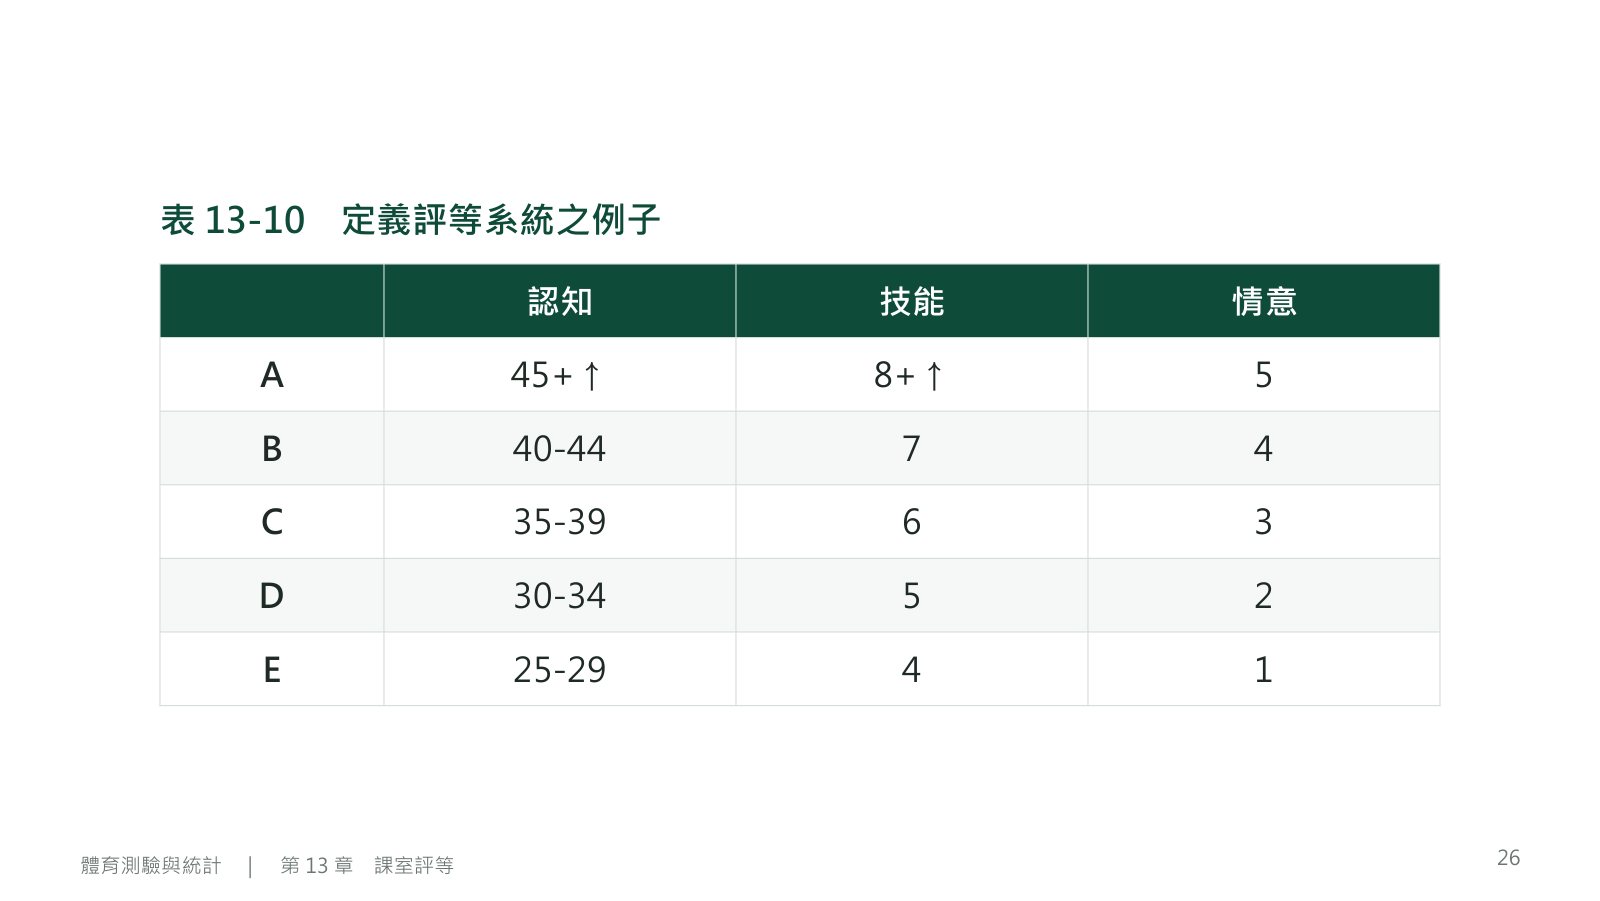 表 13-10　定義評等系統之例子
認知　技能　情意
A　45+ ↑　8+ ↑　5
B　40-44　7　4
C　35-39　6　3
D　30-34　5　2
E　25-29　4　1
體育測驗與統計　|　第 13 章　課室評等
26